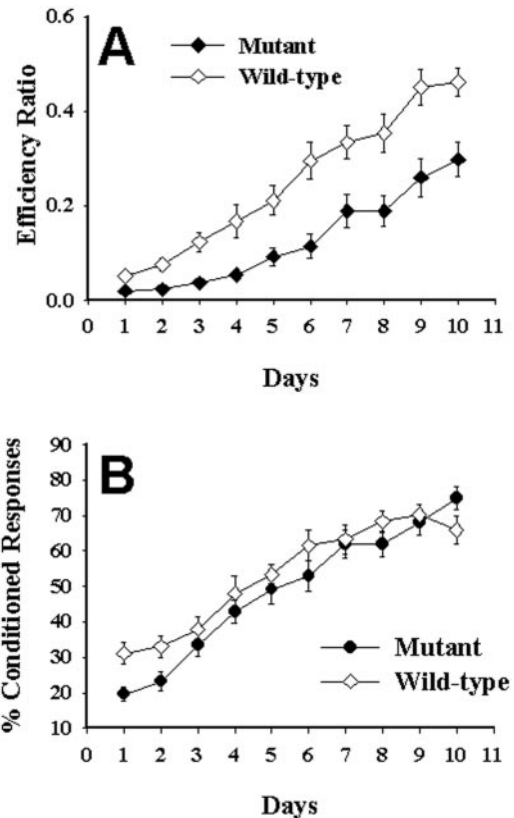 A
Mutant
Wild-type
Efficiency Ratio
0.6
0.4
0.2
0.0
0 1 2 3 4 5 6 7 8 9 10 11
Days
B
% Conditioned Responses
90
80
70
60
50
40
30
20
10
Mutant
Wild-type
0 1 2 3 4 5 6 7 8 9 10 11
Days